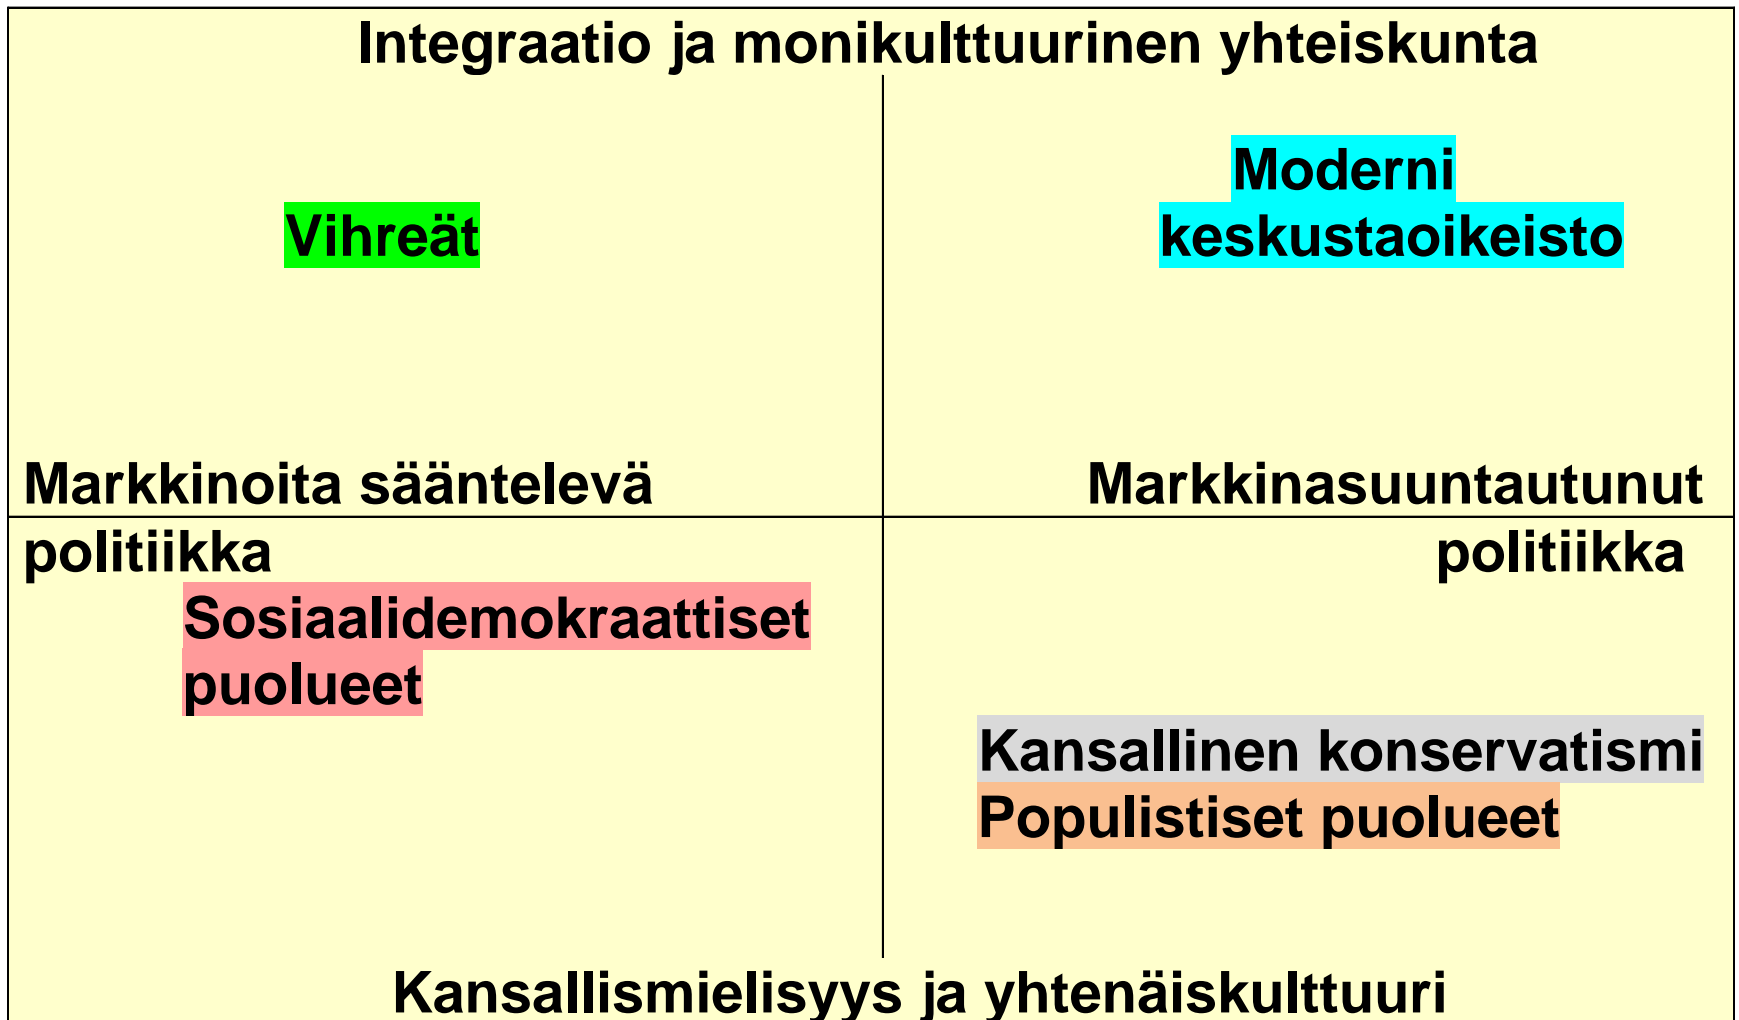 Integraatio ja monikulttuurinen yhteiskunta
Moderni
Vihreät
keskustaoikeisto
Markkinoita sääntelevä
Markkinasuuntautunut
politiikka
politiikka
Sosiaalidemokraattiset
puolueet
Kansallinen konservatismi
Populistiset puolueet
Kansallismielisyys ja yhtenäiskulttuuri